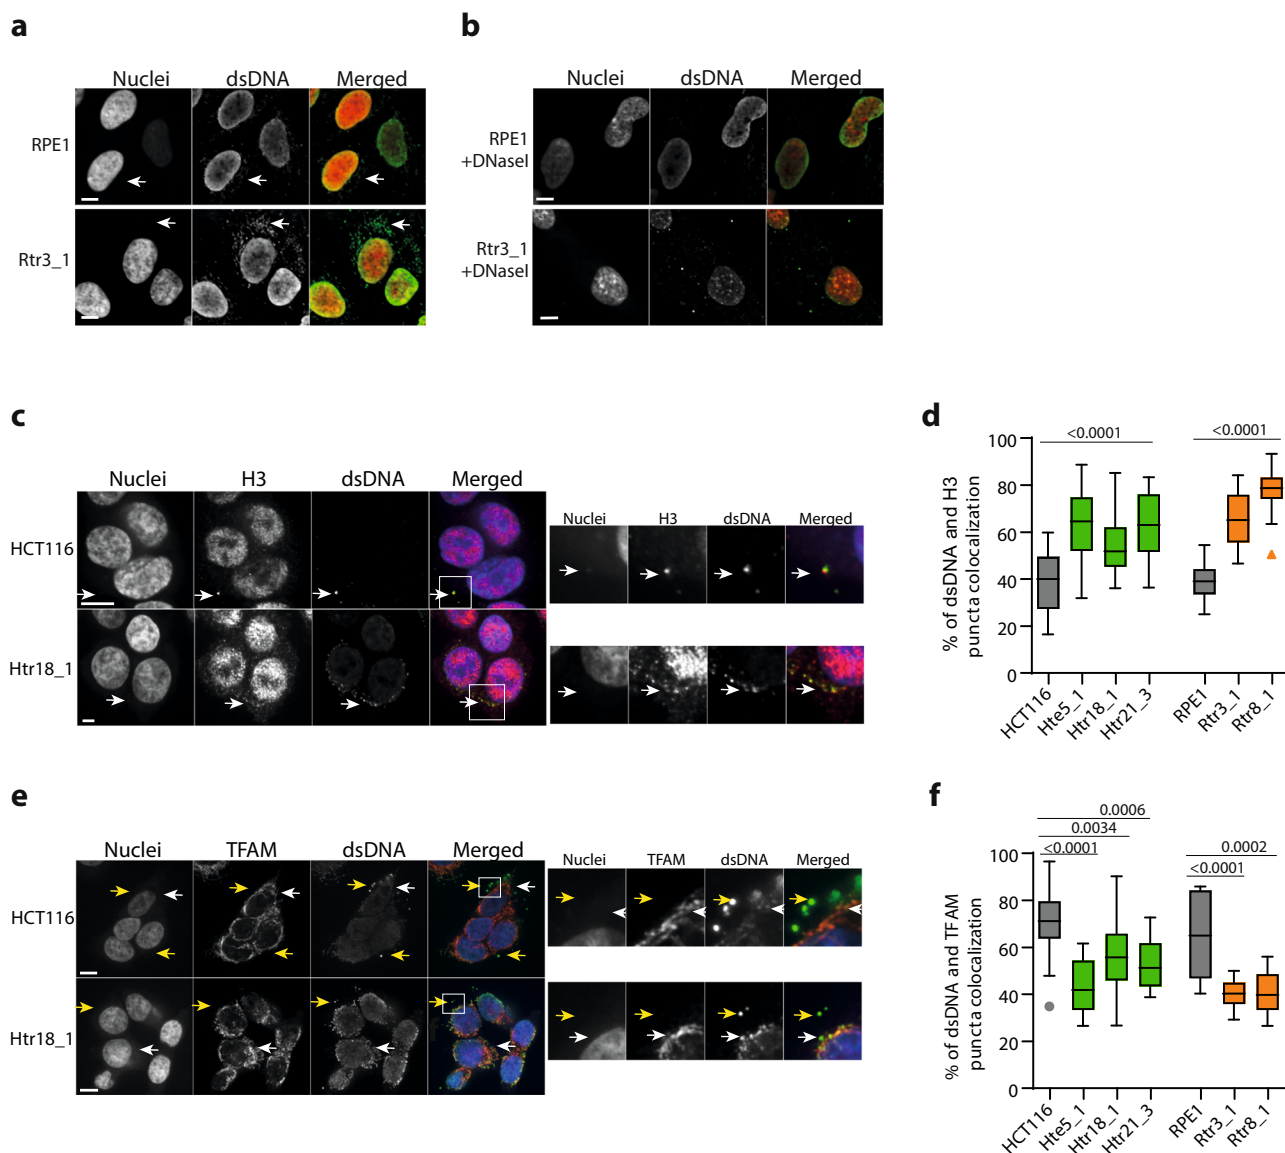 a
Nuclei dsDNA Merged
RPE1
Rtr3_1
b
Nuclei dsDNA Merged
RPE1
+DNaseI
Rtr3_1
+DNaseI
c
Nuclei H3 dsDNA Merged
HCT116
Htr18_1
Nuclei H3 dsDNA Merged
d
% of dsDNA and H3
puncta colocalization
100
80
60
40
20
0
<0.0001
<0.0001
HCT116
Hte5_1
Htr18_1
Htr21_3
RPE1
Rtr3_1
Rtr8_1
e
Nuclei TFAM dsDNA Merged
HCT116
Htr18_1
Nuclei TFAM dsDNA Merged
f
% of dsDNA and TFAM
puncta colocalization
100
80
60
40
20
0
0.0006
0.0034
<0.0001
0.0002
<0.0001
HCT116
Hte5_1
Htr18_1
Htr21_3
RPE1
Rtr3_1
Rtr8_1